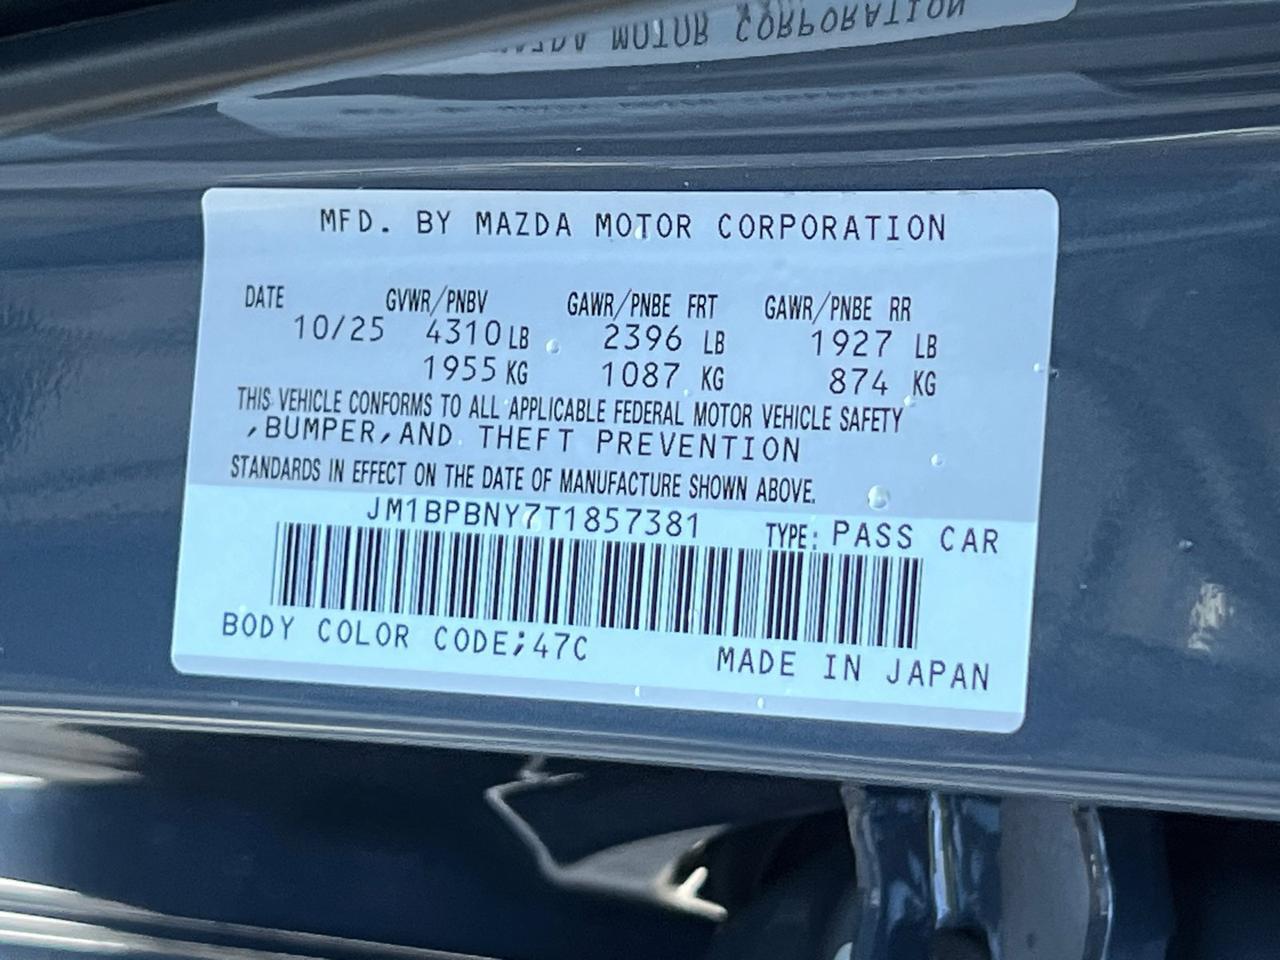 MAZDA MOTOR CORPORATION
MFD. BY MAZDA MOTOR CORPORATION
DATE GVWR/PNBV GAWR/PNBE FRT GAWR/PNBE RR
10/25 4310 LB 2396 LB 1927 LB
1955 KG 1087 KG 874 KG
THIS VEHICLE CONFORMS TO ALL APPLICABLE FEDERAL MOTOR VEHICLE SAFETY
,BUMPER,AND THEFT PREVENTION
STANDARDS IN EFFECT ON THE DATE OF MANUFACTURE SHOWN ABOVE.
JM1BPBNY7T1857381 TYPE: PASS CAR
BODY COLOR CODE;47C MADE IN JAPAN